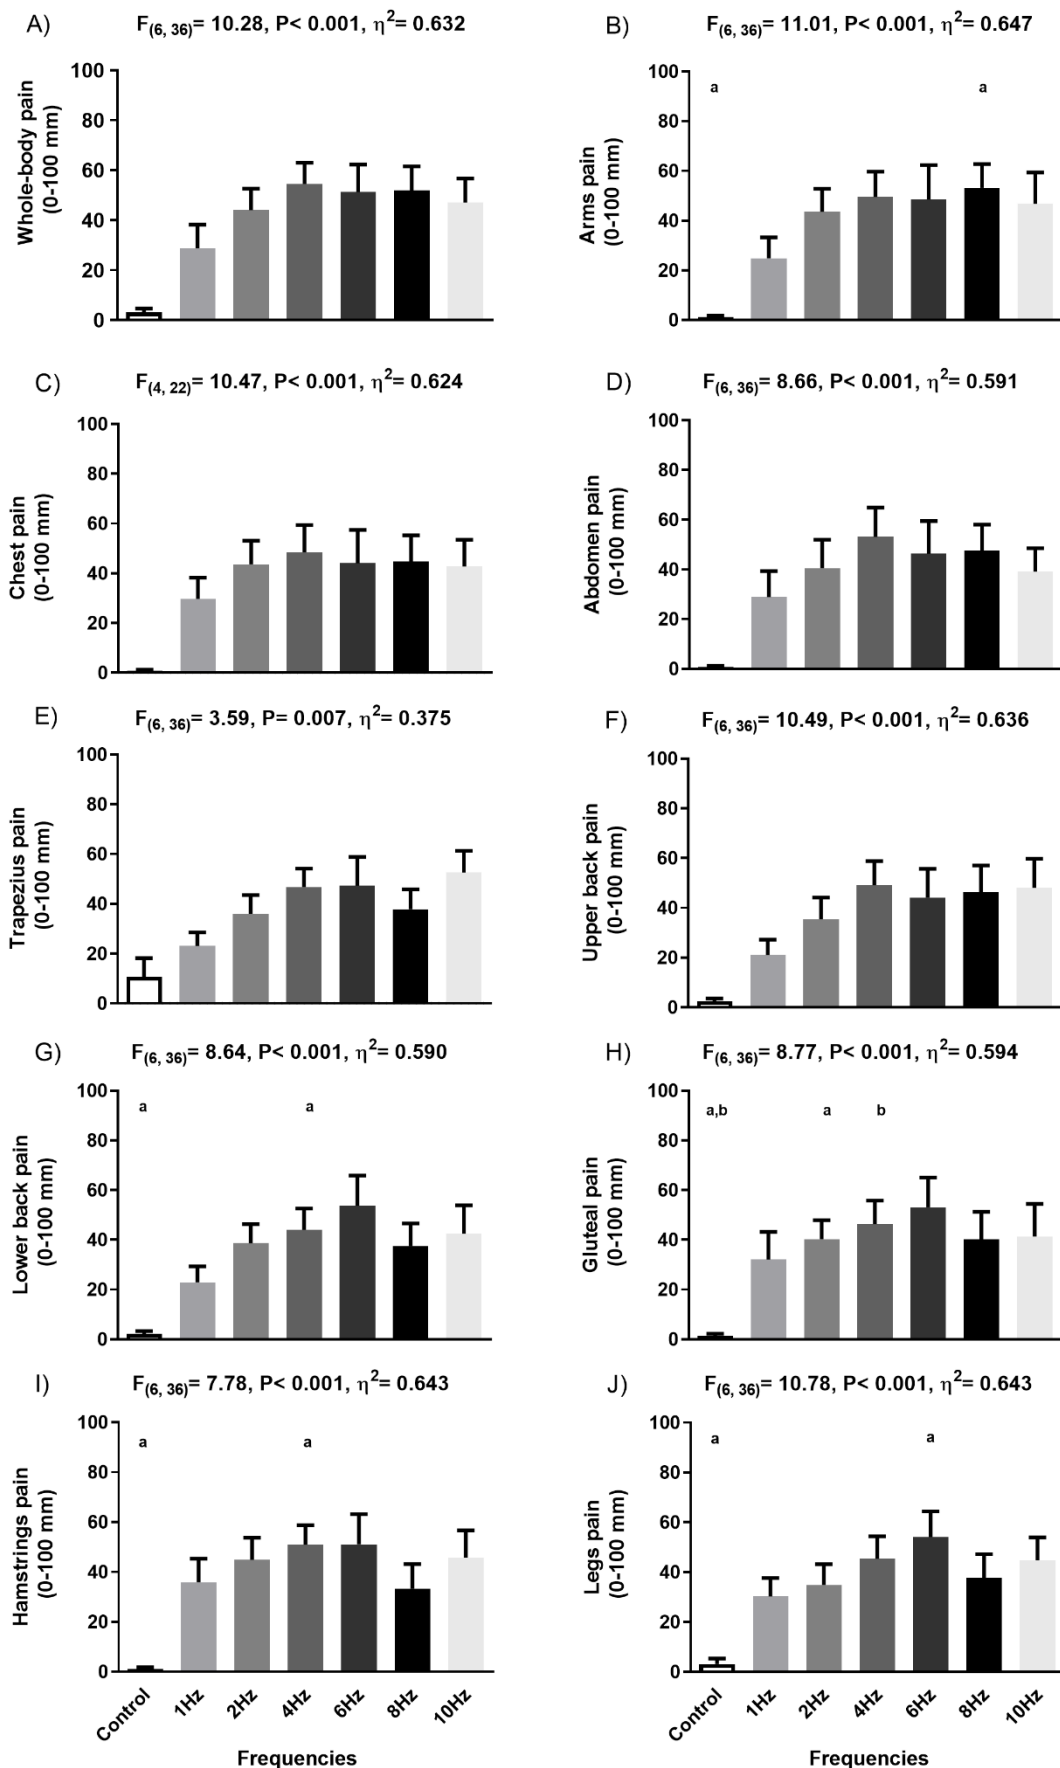 A) F(6, 36)= 10.28, P< 0.001, η²= 0.632
Whole-body pain
(0-100 mm)
100
80
60
40
20
0
B) F(6, 36)= 11.01, P< 0.001, η²= 0.647
Arms pain
(0-100 mm)
100
80
60
40
20
0
a a
C) F(4, 22)= 10.47, P< 0.001, η²= 0.624
Chest pain
(0-100 mm)
100
80
60
40
20
0
D) F(6, 36)= 8.66, P< 0.001, η²= 0.591
Abdomen pain
(0-100 mm)
100
80
60
40
20
0
E) F(6, 36)= 3.59, P= 0.007, η²= 0.375
Trapezius pain
(0-100 mm)
100
80
60
40
20
0
F) F(6, 36)= 10.49, P< 0.001, η²= 0.636
Upper back pain
(0-100 mm)
100
80
60
40
20
0
G) F(6, 36)= 8.64, P< 0.001, η²= 0.590
Lower back pain
(0-100 mm)
100
80
60
40
20
0
a a
H) F(6, 36)= 8.77, P< 0.001, η²= 0.594
Gluteal pain
(0-100 mm)
100
80
60
40
20
0
a,b a b
I) F(6, 36)= 7.78, P< 0.001, η²= 0.643
Hamstrings pain
(0-100 mm)
100
80
60
40
20
0
a a
Control 1Hz 2Hz 4Hz 6Hz 8Hz 10Hz
Frequencies
J) F(6, 36)= 10.78, P< 0.001, η²= 0.643
Legs pain
(0-100 mm)
100
80
60
40
20
0
a a
Control 1Hz 2Hz 4Hz 6Hz 8Hz 10Hz
Frequencies